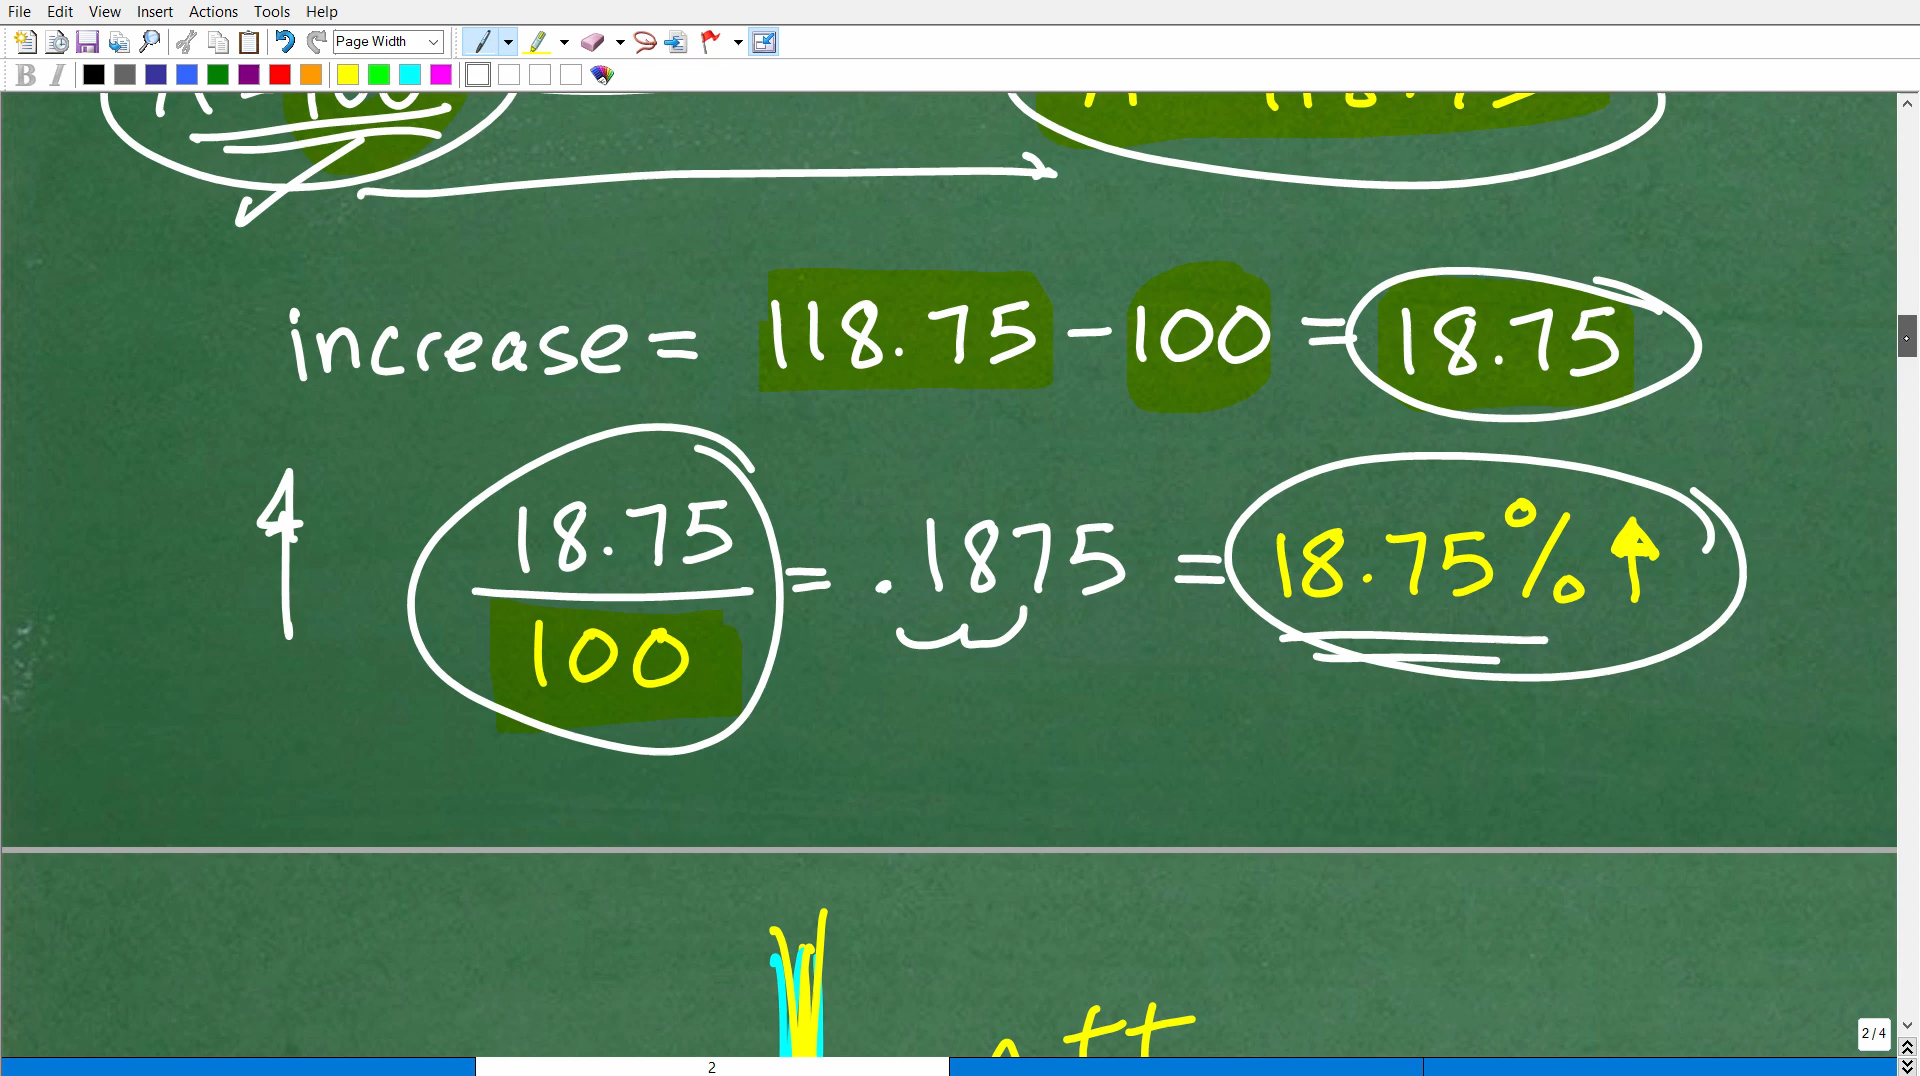 File Edit View Insert Actions Tools Help
Page Width
B I
increase = 118.75 - 100 = 18.75
18.75
100
= .1875 = 18.75%
2/4
2